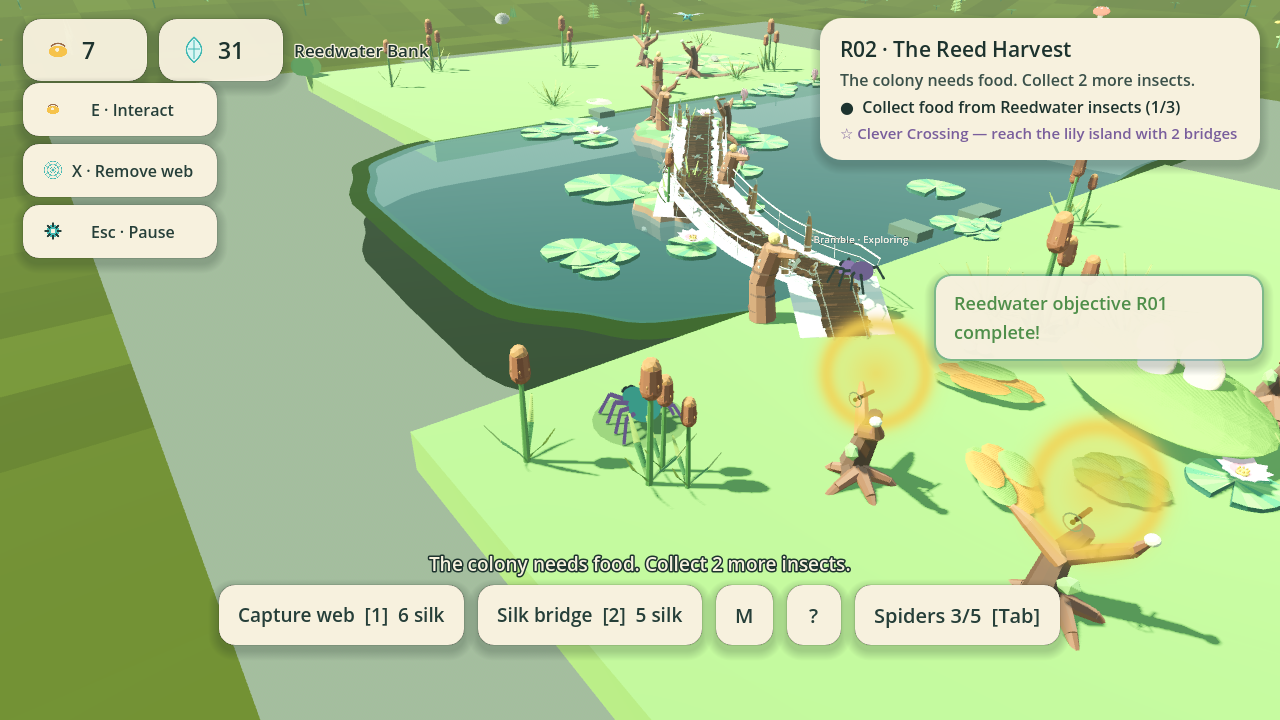 7
31
Reedwater Bank
E · Interact
X · Remove web
Esc · Pause
R02 · The Reed Harvest
The colony needs food. Collect 2 more insects.
● Collect food from Reedwater insects (1/3)
☆ Clever Crossing — reach the lily island with 2 bridges
Bramble · Exploring
Reedwater objective R01
complete!
The colony needs food. Collect 2 more insects.
Capture web [1] 6 silk
Silk bridge [2] 5 silk
M
?
Spiders 3/5 [Tab]